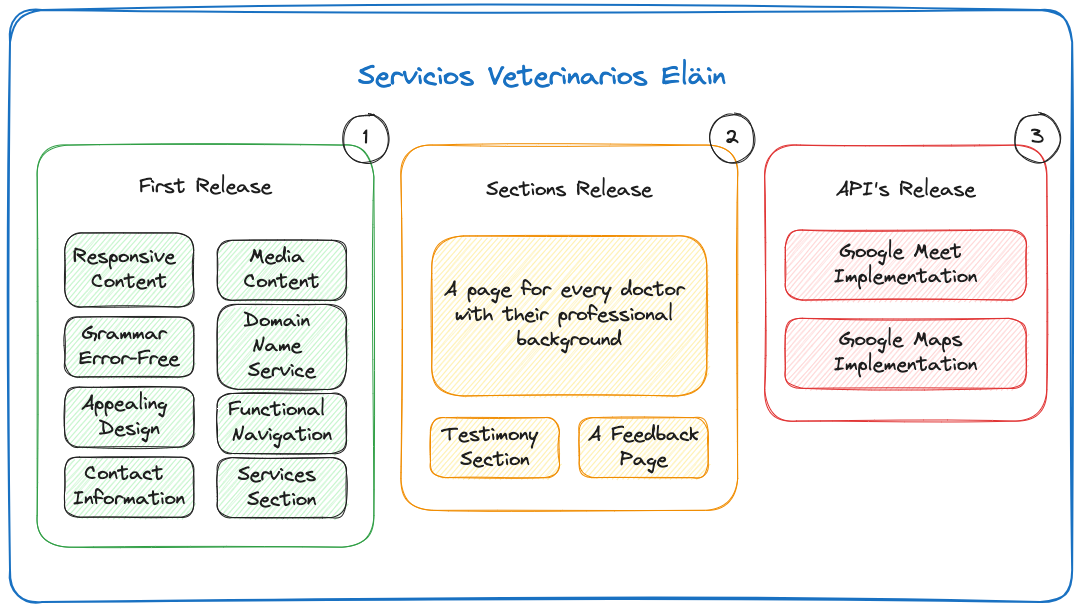 Servicios Veterinarios Eläin
1
First Release
Responsive
Content
Media
Content
Grammar
Error-Free
Domain
Name
Service
Appealing
Design
Functional
Navigation
Contact
Information
Services
Section
2
Sections Release
A page for every doctor
with their professional
background
Testimony
Section
A Feedback
Page
3
API's Release
Google Meet
Implementation
Google Maps
Implementation